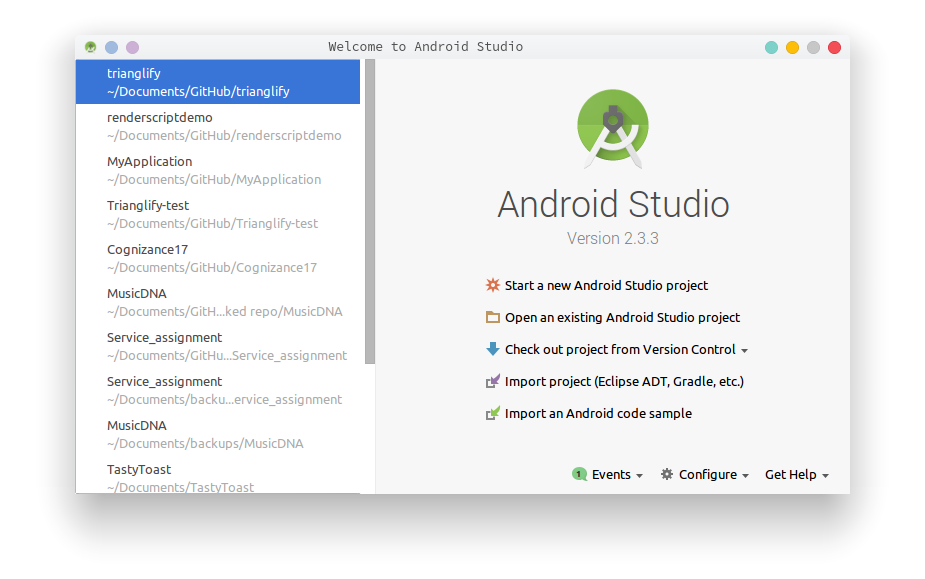 Welcome to Android Studio
trianglify
~/Documents/GitHub/trianglify
renderscriptdemo
~/Documents/GitHub/renderscriptdemo
MyApplication
~/Documents/GitHub/MyApplication
Trianglify-test
~/Documents/GitHub/Trianglify-test
Cognizance17
~/Documents/GitHub/Cognizance17
MusicDNA
~/Documents/GitH...ked repo/MusicDNA
Service_assignment
~/Documents/GitHu...Service_assignment
Service_assignment
~/Documents/backu...ervice_assignment
MusicDNA
~/Documents/backups/MusicDNA
TastyToast
~/Documents/TastyToast
Android Studio
Version 2.3.3
Start a new Android Studio project
Open an existing Android Studio project
Check out project from Version Control
Import project (Eclipse ADT, Gradle, etc.)
Import an Android code sample
1 Events Configure Get Help